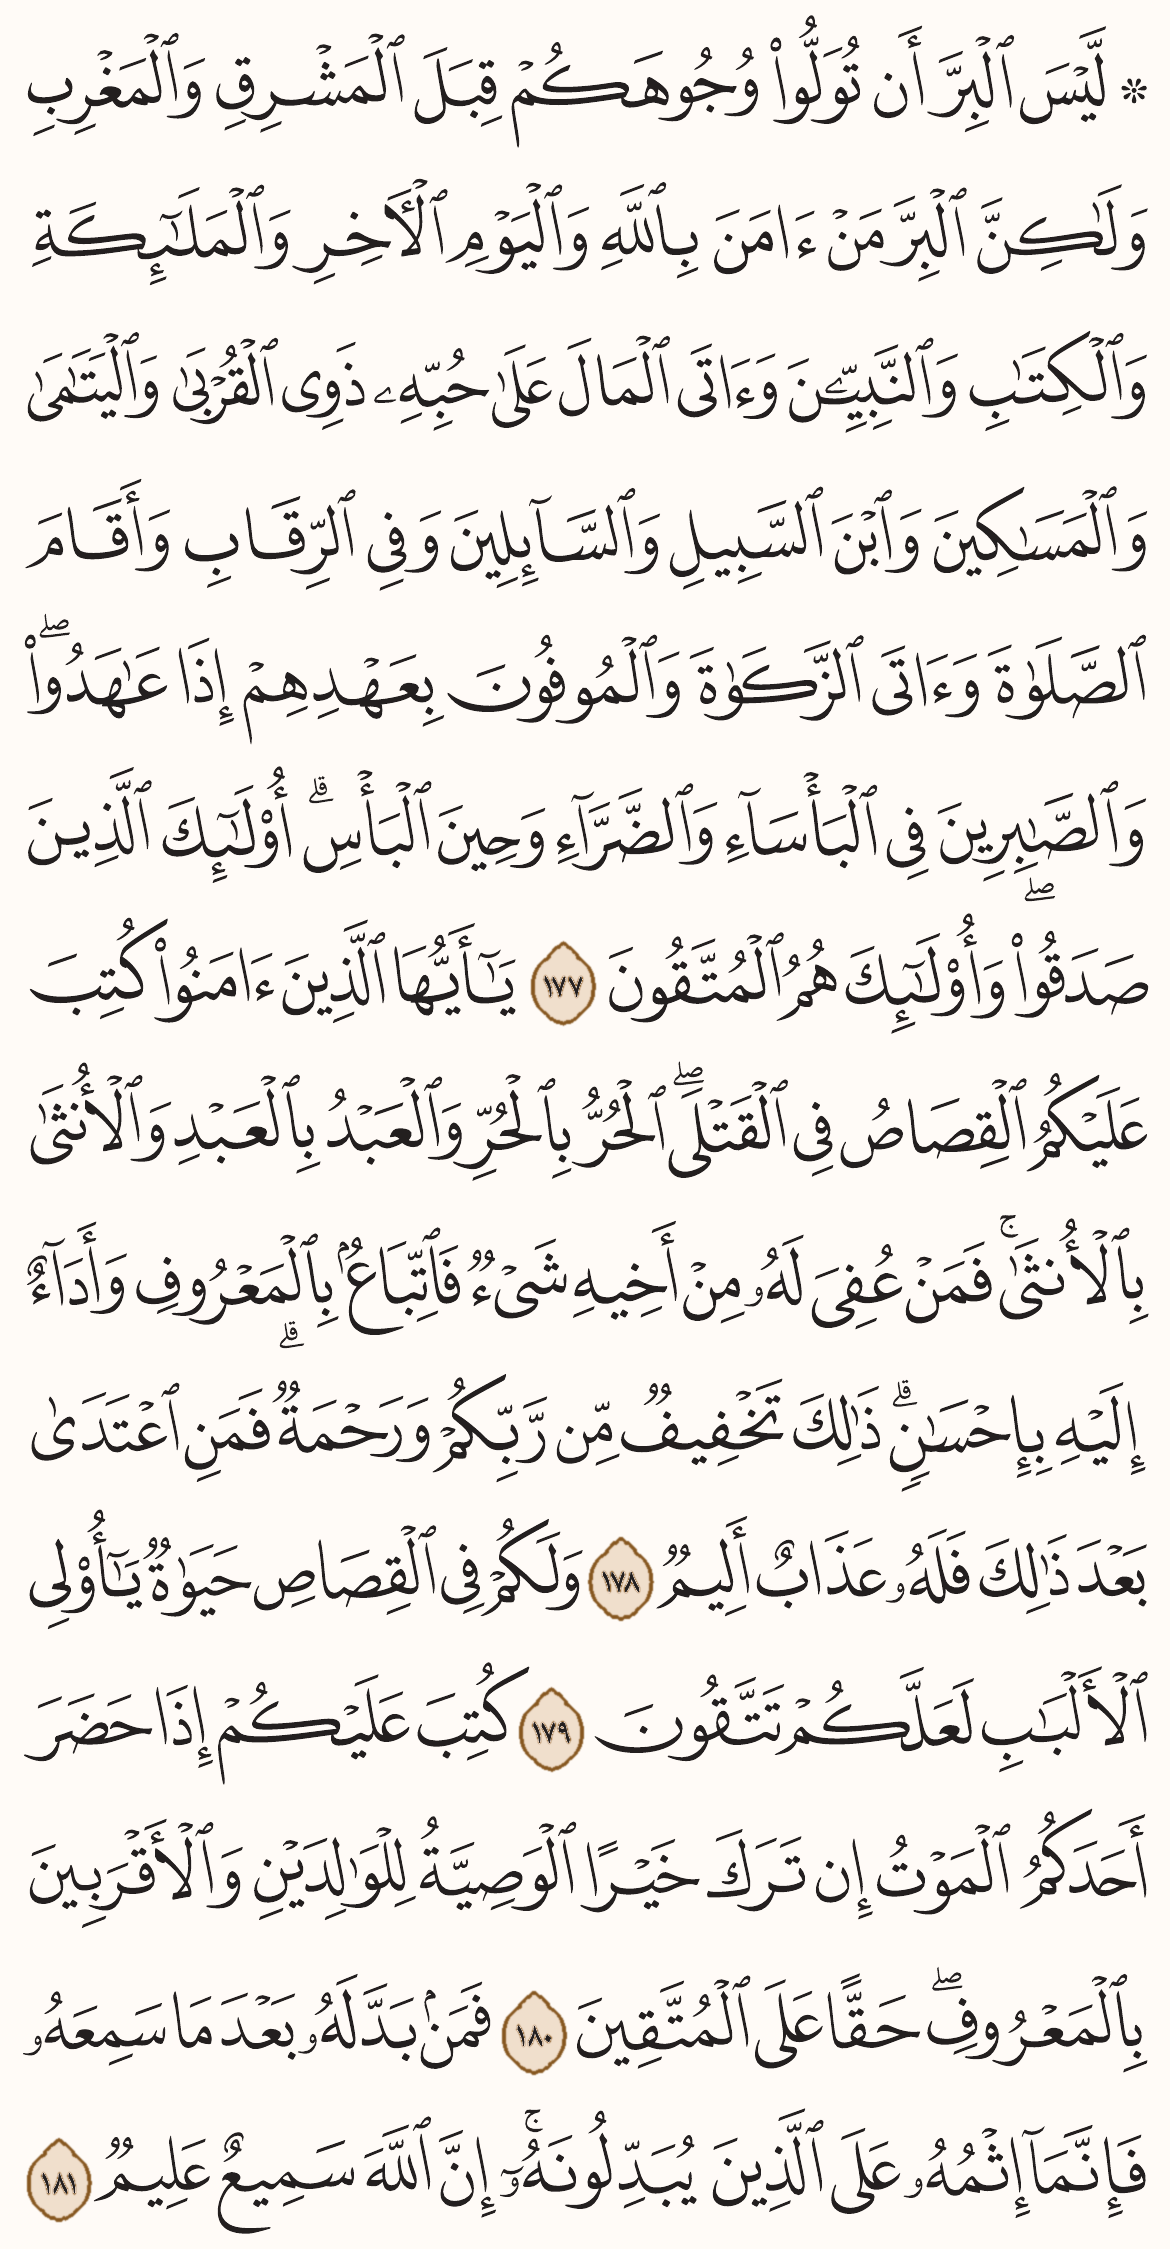 ۞ لَّيۡسَ ٱلۡبِرَّ أَن تُوَلُّواْ وُجُوهَكُمۡ قِبَلَ ٱلۡمَشۡرِقِ وَٱلۡمَغۡرِبِ
وَلَٰكِنَّ ٱلۡبِرَّ مَنۡ ءَامَنَ بِٱللَّهِ وَٱلۡيَوۡمِ ٱلۡأٓخِرِ وَٱلۡمَلَٰٓئِكَةِ
وَٱلۡكِتَٰبِ وَٱلنَّبِيِّـۧنَ وَءَاتَى ٱلۡمَالَ عَلَىٰ حُبِّهِۦ ذَوِي ٱلۡقُرۡبَىٰ وَٱلۡيَتَٰمَىٰ
وَٱلۡمَسَٰكِينَ وَٱبۡنَ ٱلسَّبِيلِ وَٱلسَّآئِلِينَ وَفِي ٱلرِّقَابِ وَأَقَامَ
ٱلصَّلَوٰةَ وَءَاتَى ٱلزَّكَوٰةَ وَٱلۡمُوفُونَ بِعَهۡدِهِمۡ إِذَا عَٰهَدُواْۖ
وَٱلصَّٰبِرِينَ فِي ٱلۡبَأۡسَآءِ وَٱلضَّرَّآءِ وَحِينَ ٱلۡبَأۡسِۗ أُوْلَٰٓئِكَ ٱلَّذِينَ
صَدَقُواْۖ وَأُوْلَٰٓئِكَ هُمُ ٱلۡمُتَّقُونَ ١٧٧ يَٰٓأَيُّهَا ٱلَّذِينَ ءَامَنُواْ كُتِبَ
عَلَيۡكُمُ ٱلۡقِصَاصُ فِي ٱلۡقَتۡلَىۖ ٱلۡحُرُّ بِٱلۡحُرِّ وَٱلۡعَبۡدُ بِٱلۡعَبۡدِ وَٱلۡأُنثَىٰ
بِٱلۡأُنثَىٰۚ فَمَنۡ عُفِيَ لَهُۥ مِنۡ أَخِيهِ شَيۡءٞ فَٱتِّبَاعُۢ بِٱلۡمَعۡرُوفِ وَأَدَآءٌ
إِلَيۡهِ بِإِحۡسَٰنٖۗ ذَٰلِكَ تَخۡفِيفٞ مِّن رَّبِّكُمۡ وَرَحۡمَةٞۗ فَمَنِ ٱعۡتَدَىٰ
بَعۡدَ ذَٰلِكَ فَلَهُۥ عَذَابٌ أَلِيمٞ ١٧٨ وَلَكُمۡ فِي ٱلۡقِصَاصِ حَيَوٰةٞ يَٰٓأُوْلِي
ٱلۡأَلۡبَٰبِ لَعَلَّكُمۡ تَتَّقُونَ ١٧٩ كُتِبَ عَلَيۡكُمۡ إِذَا حَضَرَ
أَحَدَكُمُ ٱلۡمَوۡتُ إِن تَرَكَ خَيۡرًا ٱلۡوَصِيَّةُ لِلۡوَٰلِدَيۡنِ وَٱلۡأَقۡرَبِينَ
بِٱلۡمَعۡرُوفِۖ حَقًّا عَلَى ٱلۡمُتَّقِينَ ١٨٠ فَمَنۢ بَدَّلَهُۥ بَعۡدَ مَا سَمِعَهُۥ
فَإِنَّمَآ إِثۡمُهُۥ عَلَى ٱلَّذِينَ يُبَدِّلُونَهُۥٓۚ إِنَّ ٱللَّهَ سَمِيعٌ عَلِيمٞ ١٨١